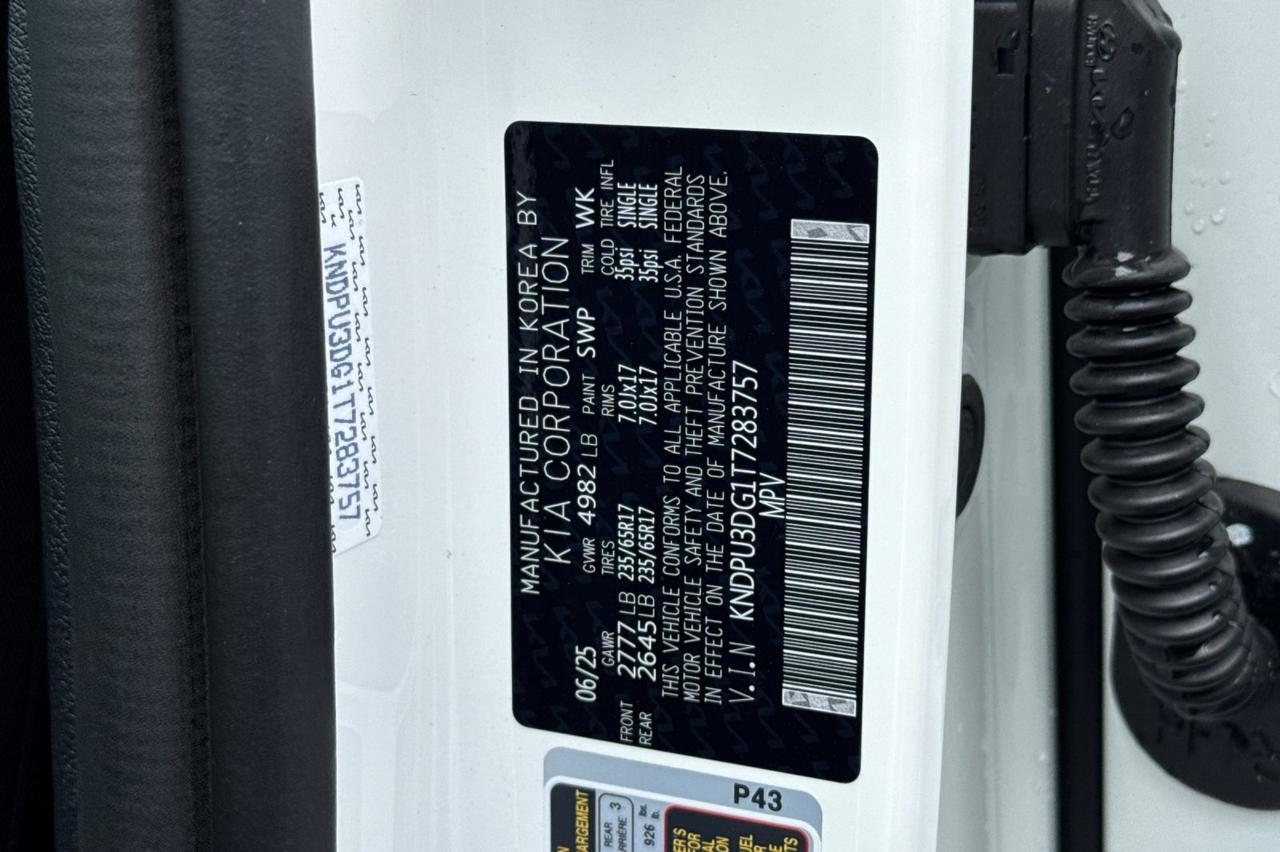 KNDPU3DG1T7283757
MANUFACTURED IN KOREA BY
KIA CORPORATION
06/25 GVWR 4982 LB PAINT SWP TRIM WK
GAWR TIRES RIMS COLD TIRE INFL
FRONT 2777 LB 235/65R17 7.0Jx17 35psi SINGLE
REAR 2645 LB 235/65R17 7.0Jx17 35psi SINGLE
THIS VEHICLE CONFORMS TO ALL APPLICABLE U.S.A. FEDERAL
MOTOR VEHICLE SAFETY AND THEFT PREVENTION STANDARDS
IN EFFECT ON THE DATE OF MANUFACTURE SHOWN ABOVE.
V.I.N KNDPU3DG1T7283757
MPV
P43
REAR 3
926 lbs.